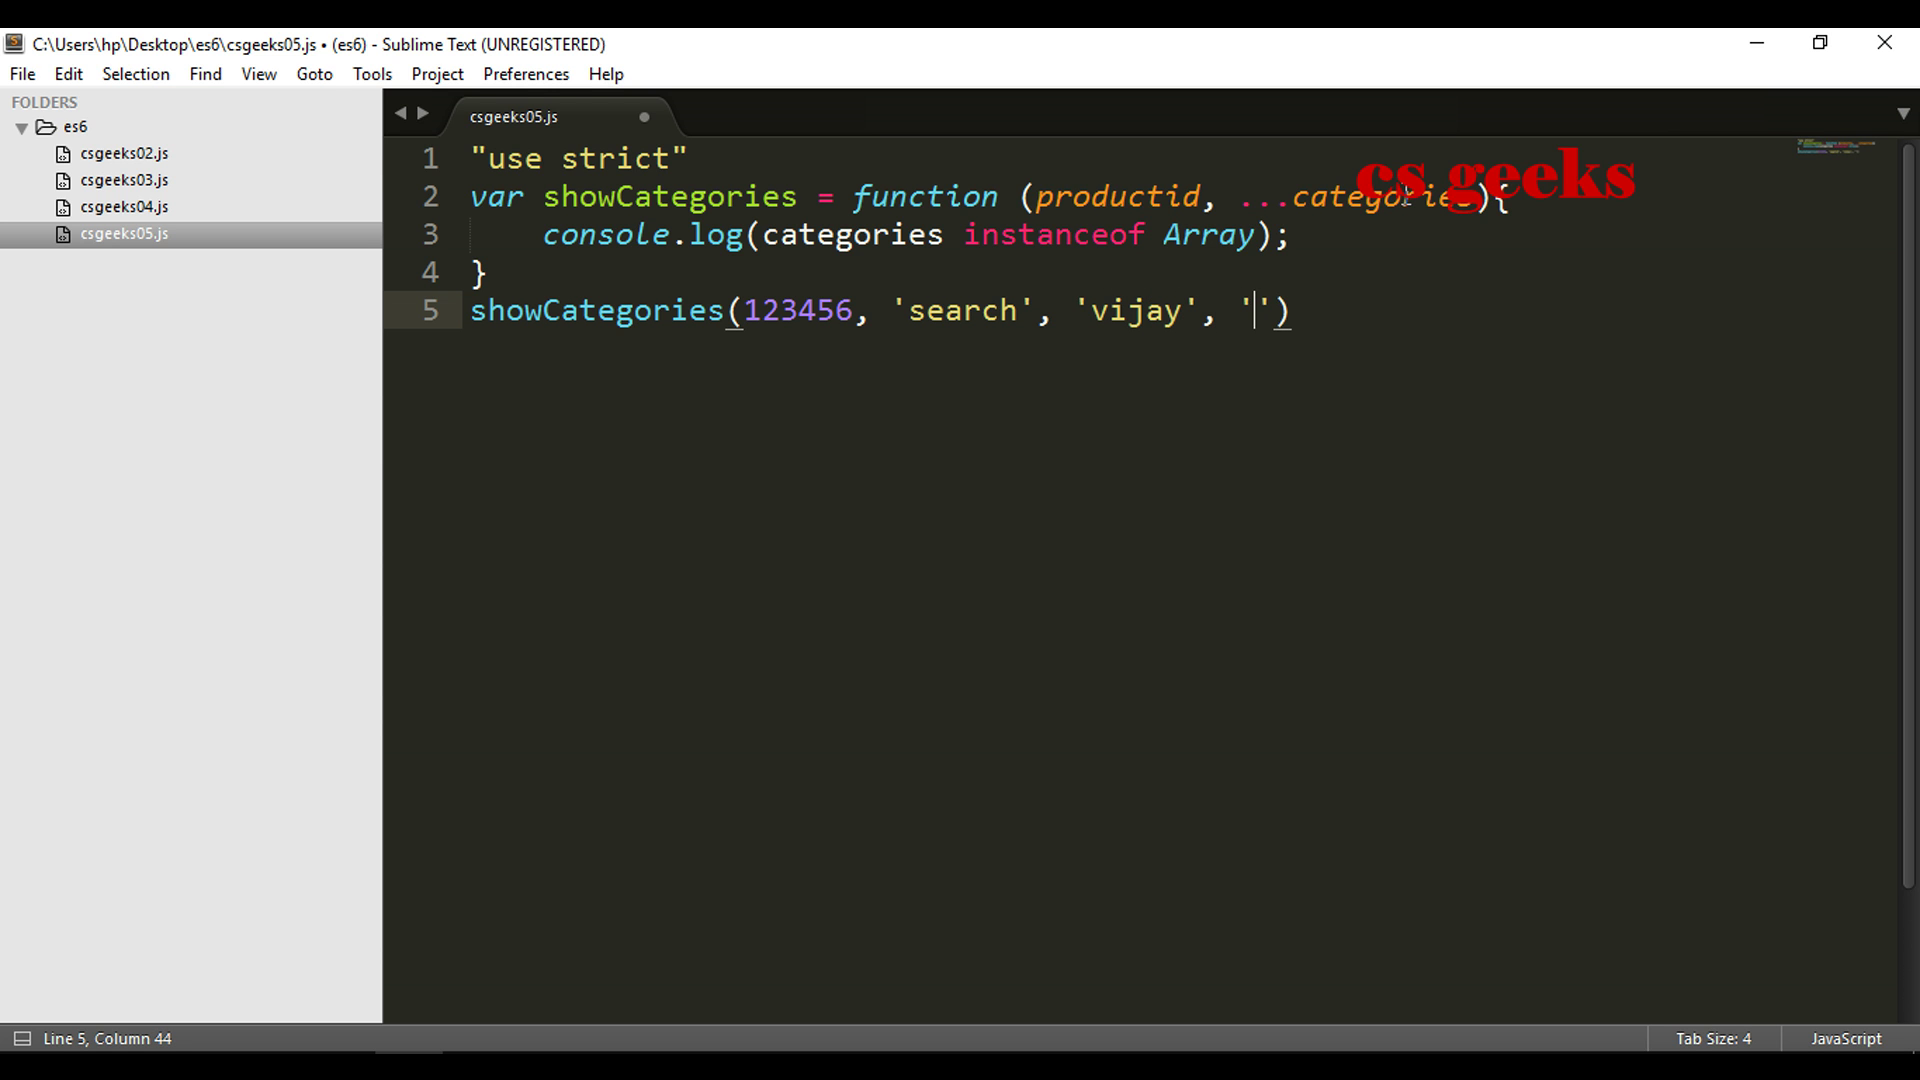 C:\Users\hp\Desktop\es6\csgeeks05.js • (es6) - Sublime Text (UNREGISTERED)
File Edit Selection Find View Goto Tools Project Preferences Help
FOLDERS
es6
csgeeks02.js
csgeeks03.js
csgeeks04.js
csgeeks05.js
csgeeks05.js
cs geeks
1 "use strict"
2 var showCategories = function (productid, ...categories){
3 console.log(categories instanceof Array);
4 }
5 showCategories(123456, 'search', 'vijay', '')
Line 5, Column 44
Tab Size: 4
JavaScript